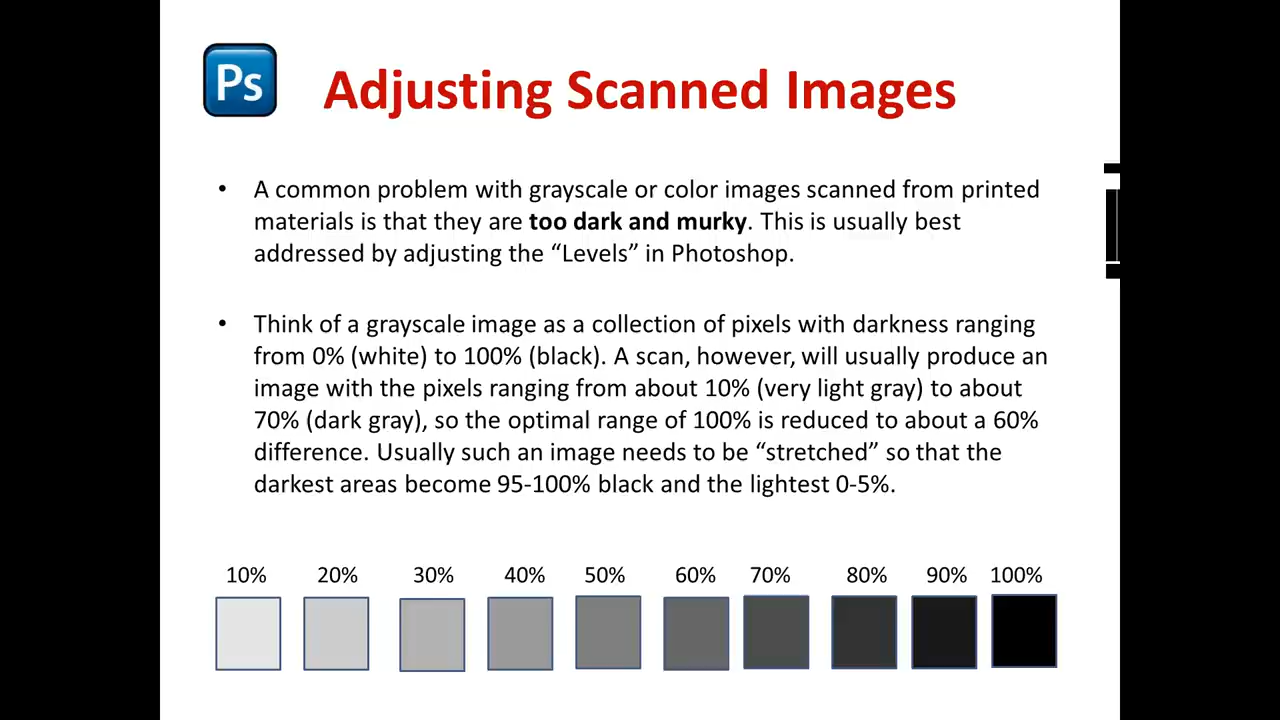 Ps
Adjusting Scanned Images
• A common problem with grayscale or color images scanned from printed
materials is that they are too dark and murky. This is usually best
addressed by adjusting the “Levels” in Photoshop.
• Think of a grayscale image as a collection of pixels with darkness ranging
from 0% (white) to 100% (black). A scan, however, will usually produce an
image with the pixels ranging from about 10% (very light gray) to about
70% (dark gray), so the optimal range of 100% is reduced to about a 60%
difference. Usually such an image needs to be “stretched” so that the
darkest areas become 95-100% black and the lightest 0-5%.
10% 20% 30% 40% 50% 60% 70% 80% 90% 100%